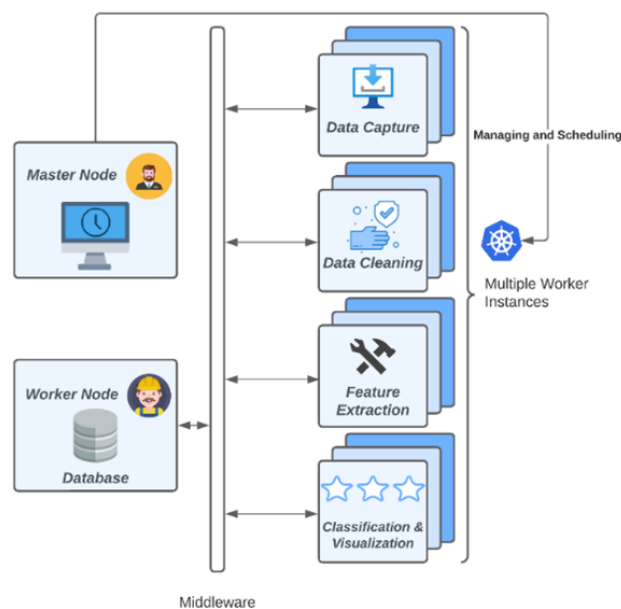 Data Capture
Managing and Scheduling
Master Node
Data Cleaning
Multiple Worker
Instances
Worker Node
Database
Feature
Extraction
Classification &
Visualization
Middleware